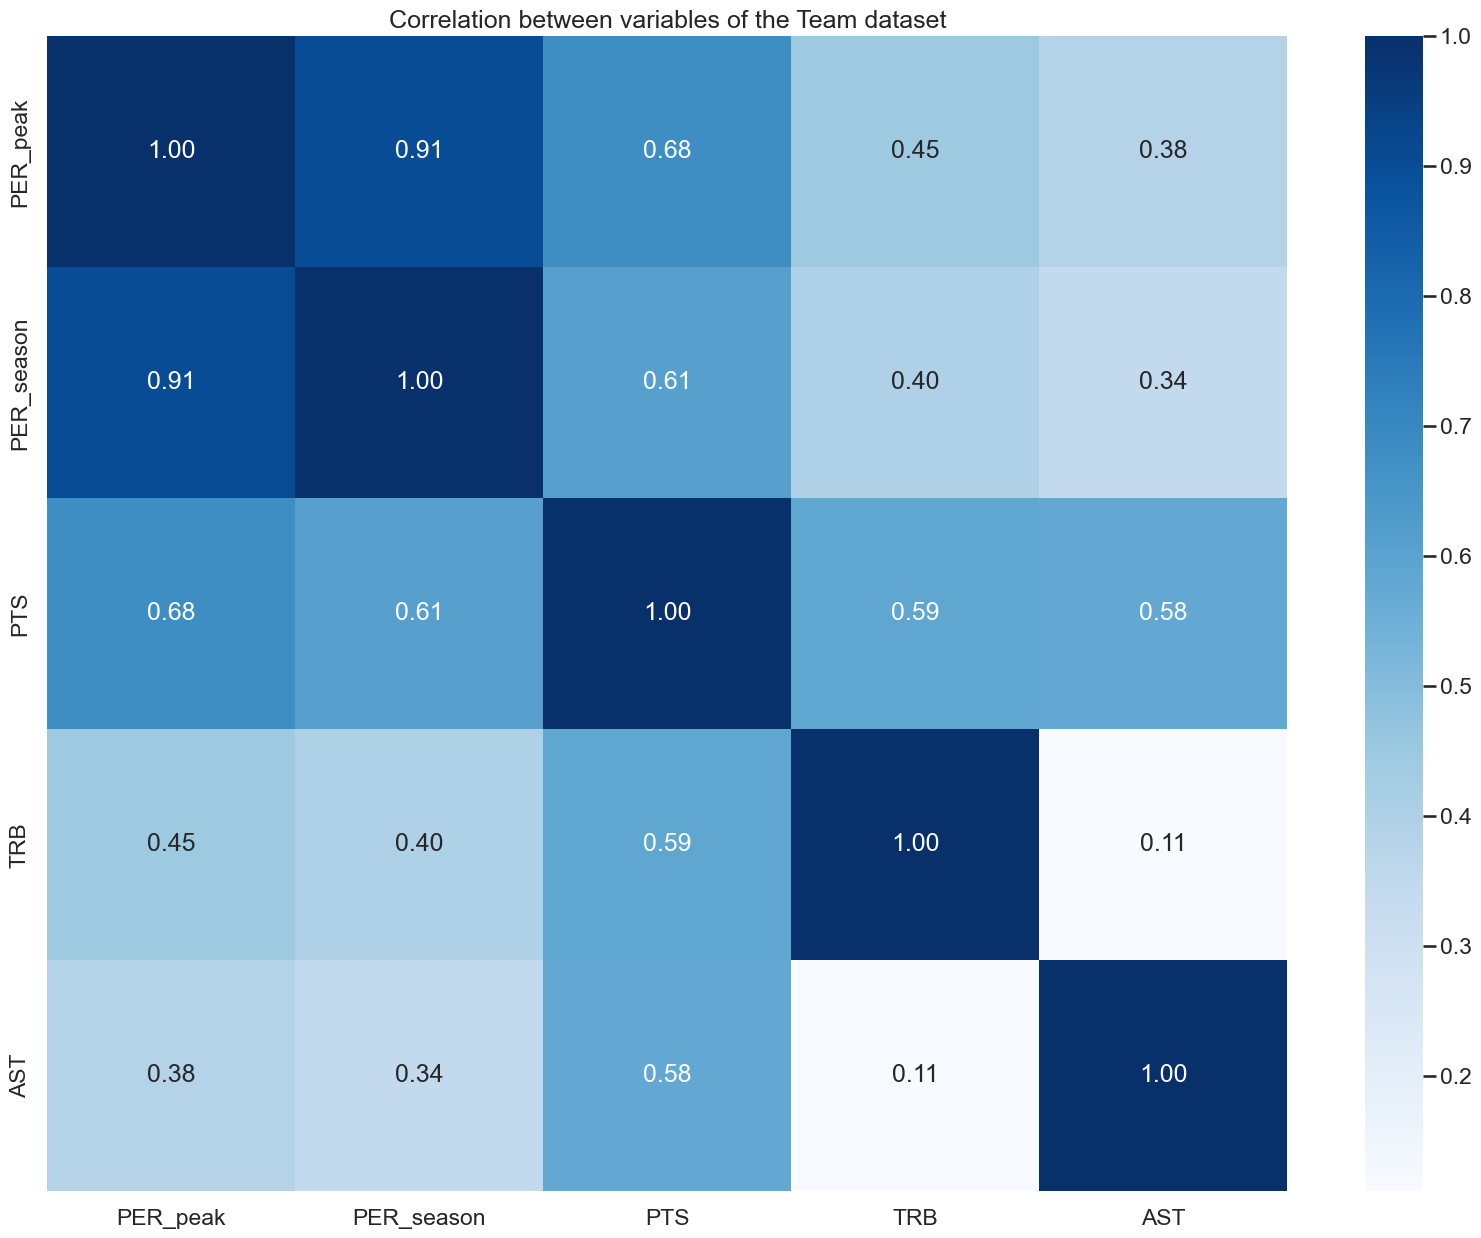 Correlation between variables of the Team dataset
PER_peak
1.00 0.91 0.68 0.45 0.38
PER_season
0.91 1.00 0.61 0.40 0.34
PTS
0.68 0.61 1.00 0.59 0.58
TRB
0.45 0.40 0.59 1.00 0.11
AST
0.38 0.34 0.58 0.11 1.00
PER_peak PER_season PTS TRB AST
1.0
0.9
0.8
0.7
0.6
0.5
0.4
0.3
0.2